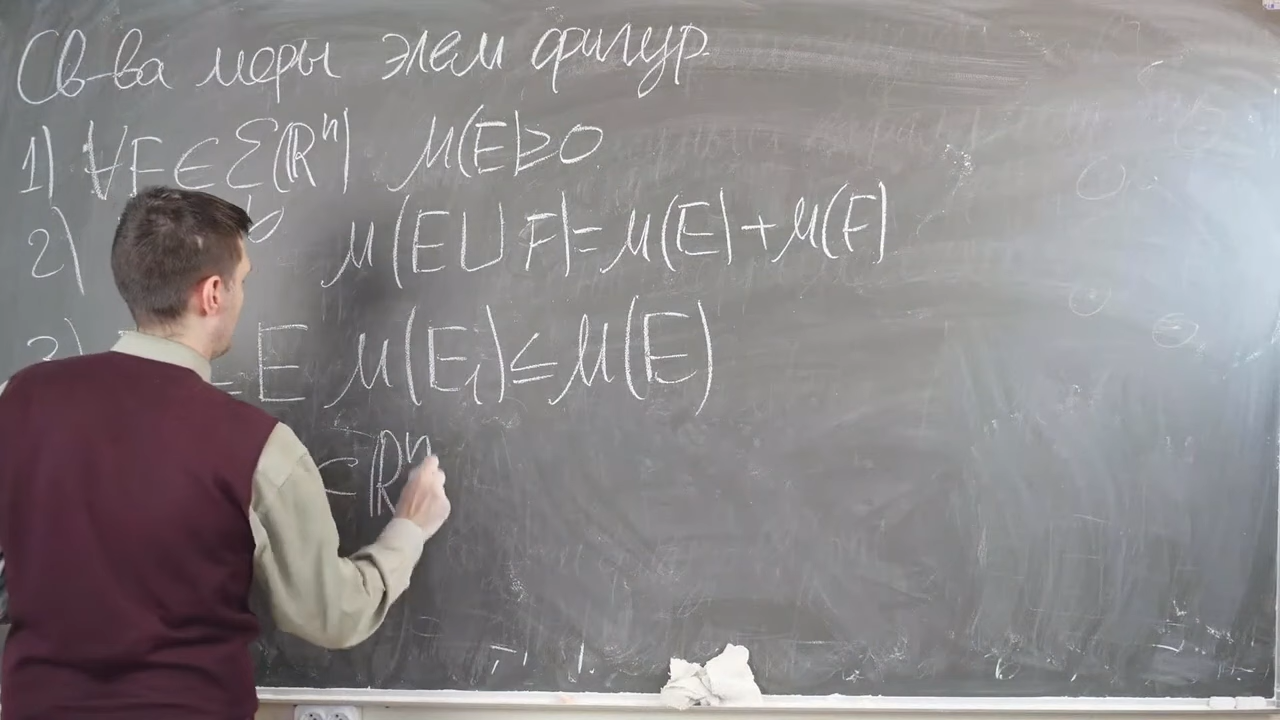 Св-ва меры элем фигур
1) ∀E ∈ Σ(ℝⁿ) μ(E)≥0
2) μ(E∪F)=μ(E)+μ(F)
3) E μ(E₁)≤μ(E)
⊂ℝⁿ